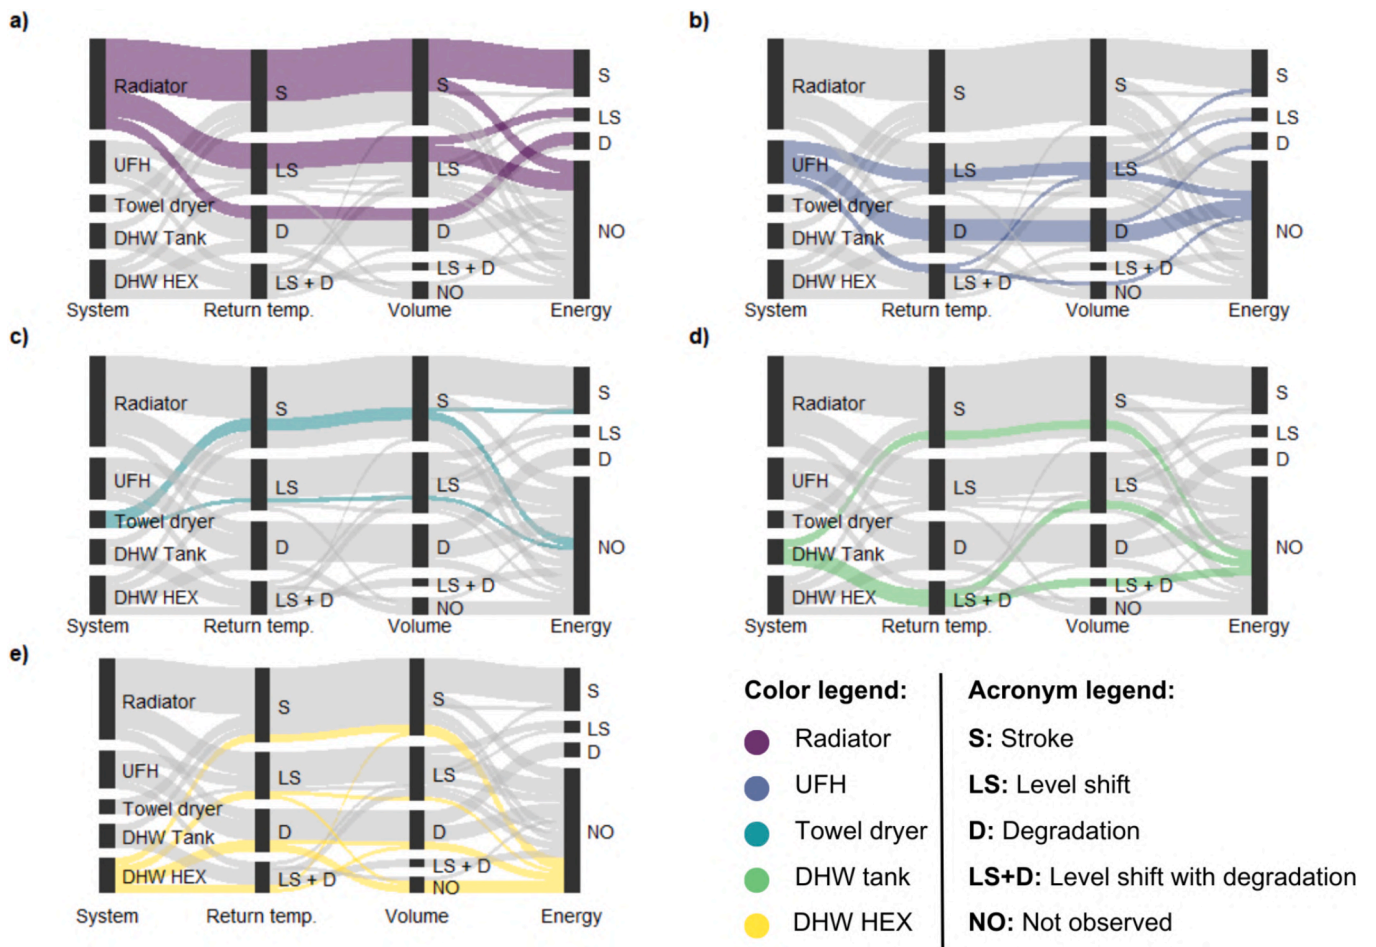 a)
Radiator
UFH
Towel dryer
DHW Tank
DHW HEX
S
LS
D
LS + D
S
LS
D
LS + D
NO
S
LS
D
NO
System Return temp. Volume Energy
b)
Radiator
UFH
Towel dryer
DHW Tank
DHW HEX
S
LS
D
LS + D
S
LS
D
LS + D
NO
S
LS
D
NO
System Return temp. Volume Energy
c)
Radiator
UFH
Towel dryer
DHW Tank
DHW HEX
S
LS
D
LS + D
S
LS
D
LS + D
NO
S
LS
D
NO
System Return temp. Volume Energy
d)
Radiator
UFH
Towel dryer
DHW Tank
DHW HEX
S
LS
D
LS + D
S
LS
D
LS + D
NO
S
LS
D
NO
System Return temp. Volume Energy
e)
Radiator
UFH
Towel dryer
DHW Tank
DHW HEX
S
LS
D
LS + D
S
LS
D
LS + D
NO
S
LS
D
NO
System Return temp. Volume Energy
Color legend:
Radiator
UFH
Towel dryer
DHW tank
DHW HEX
Acronym legend:
S: Stroke
LS: Level shift
D: Degradation
LS+D: Level shift with degradation
NO: Not observed